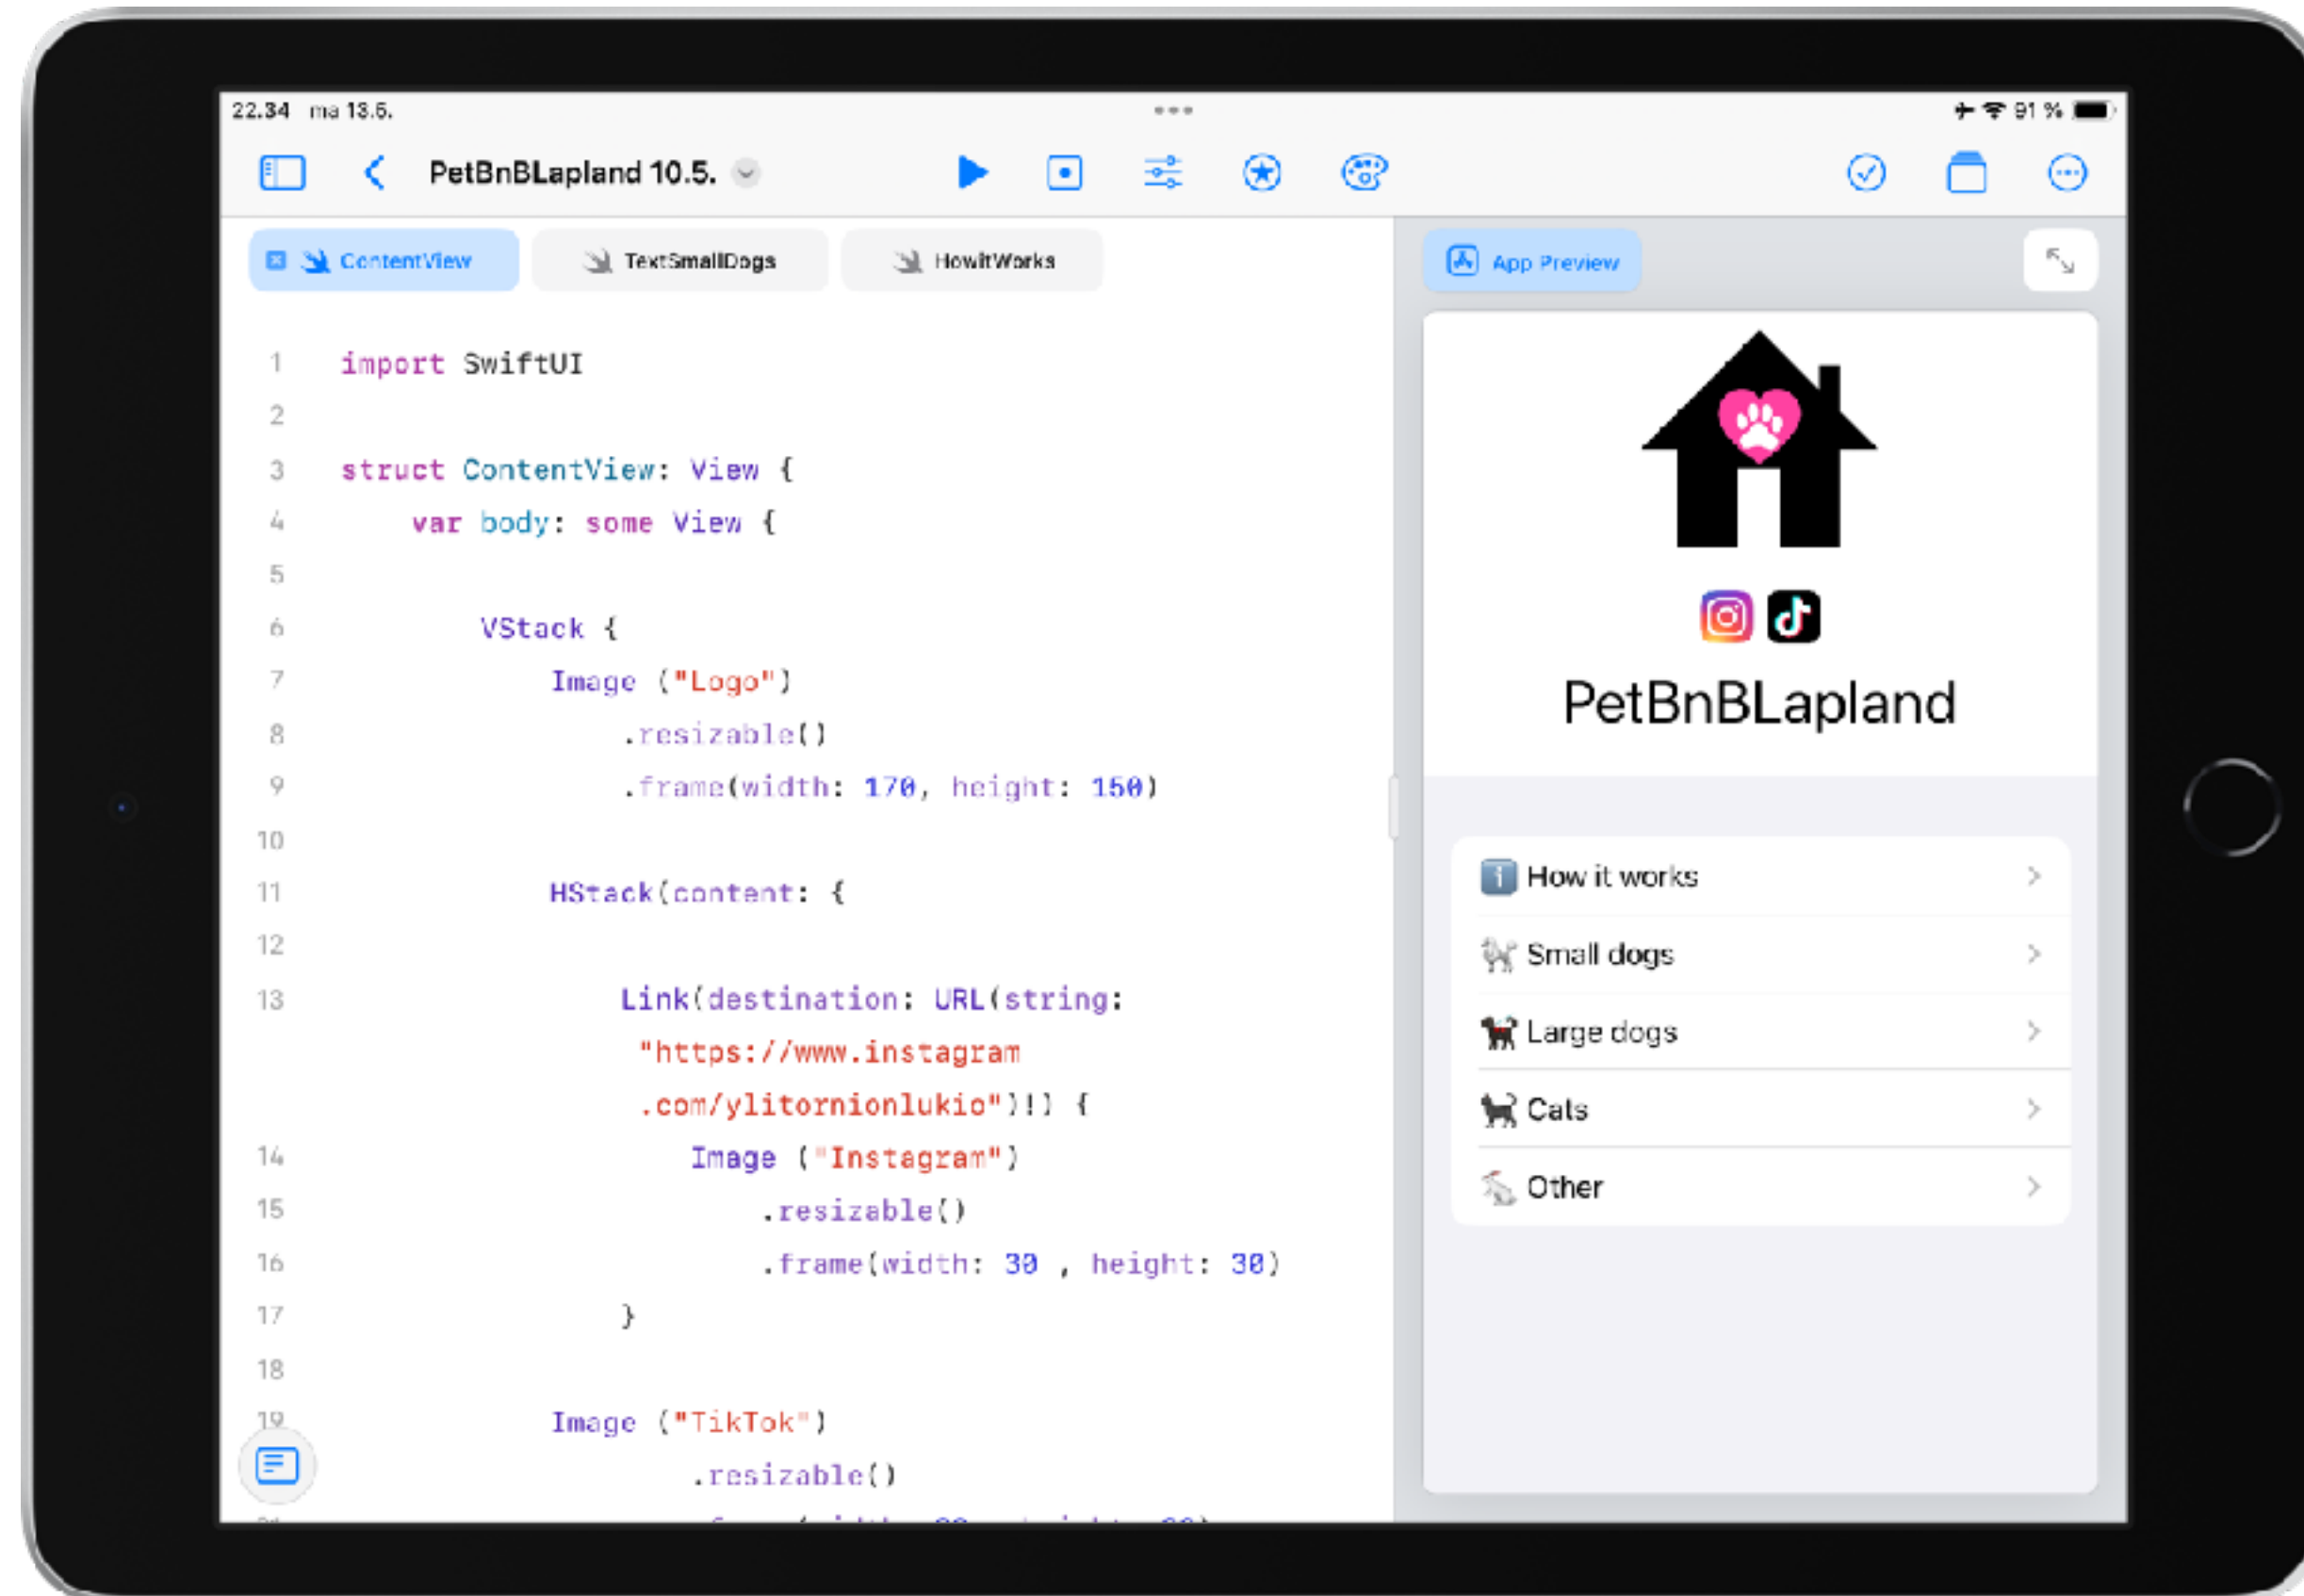 22.34 ma 13.5.
91 %
PetBnBLapland 10.5.
ContentView
TextSmallDogs
HowitWorks
1 import SwiftUI
2
3 struct ContentView: View {
4 var body: some View {
5
6 VStack {
7 Image ("Logo")
8 .resizable()
9 .frame(width: 170, height: 150)
10
11 HStack(content: {
12
13 Link(destination: URL(string:
"https://www.instagram
.com/ylitornionlukio")!) {
14 Image ("Instagram")
15 .resizable()
16 .frame(width: 30 , height: 30)
17 }
18
19 Image ("TikTok")
.resizable()
App Preview
PetBnBLapland
How it works
Small dogs
Large dogs
Cats
Other